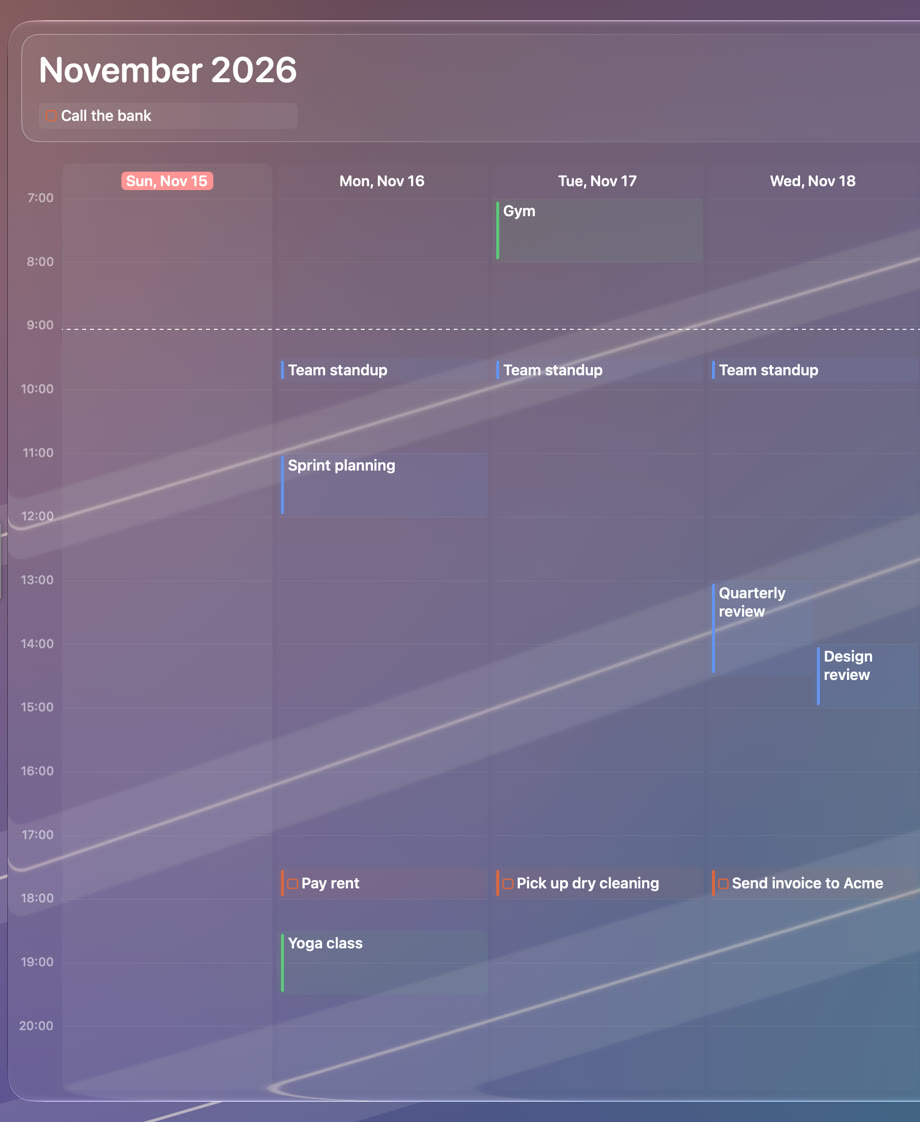 November 2026
Call the bank
Sun, Nov 15
Mon, Nov 16
Tue, Nov 17
Wed, Nov 18
7:00
Gym
8:00
9:00
Team standup
Team standup
Team standup
10:00
11:00
Sprint planning
12:00
13:00
Quarterly
review
14:00
Design
review
15:00
16:00
17:00
Pay rent
Pick up dry cleaning
Send invoice to Acme
18:00
Yoga class
19:00
20:00